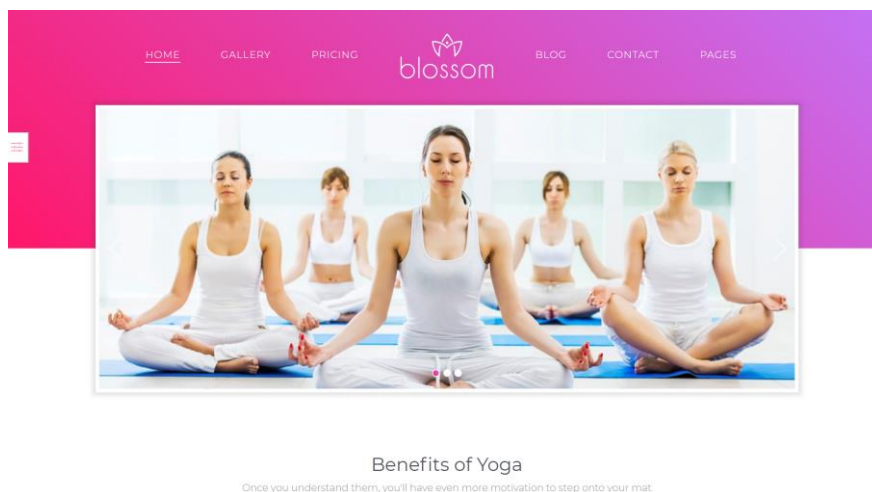 HOME GALLERY PRICING blossom BLOG CONTACT PAGES
Benefits of Yoga
Once you understand them, you'll have even more motivation to step onto your mat